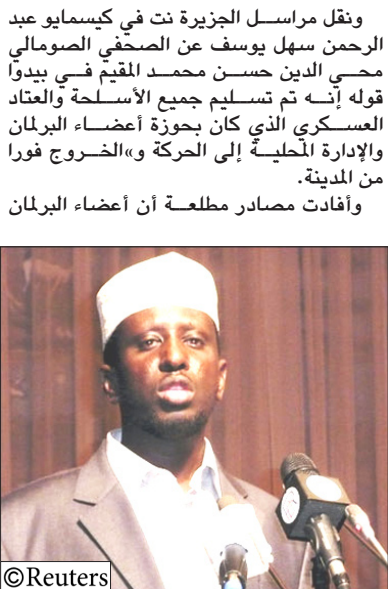 ونقل مراسل الجزيرة نت في كيسمايو عبد
الرحمن سهل يوسف عن الصحفي الصومالي
محي الدين حسن محمد المقيم في بيدوا
قوله إنه تم تسليم جميع الأسلحة والعتاد
العسكري الذي كان بحوزة أعضاء البرلمان
والإدارة المحلية إلى الحركة و»الخروج فورا
من المدينة.
وأفادت مصادر مطلعة أن أعضاء البرلمان
©Reuters